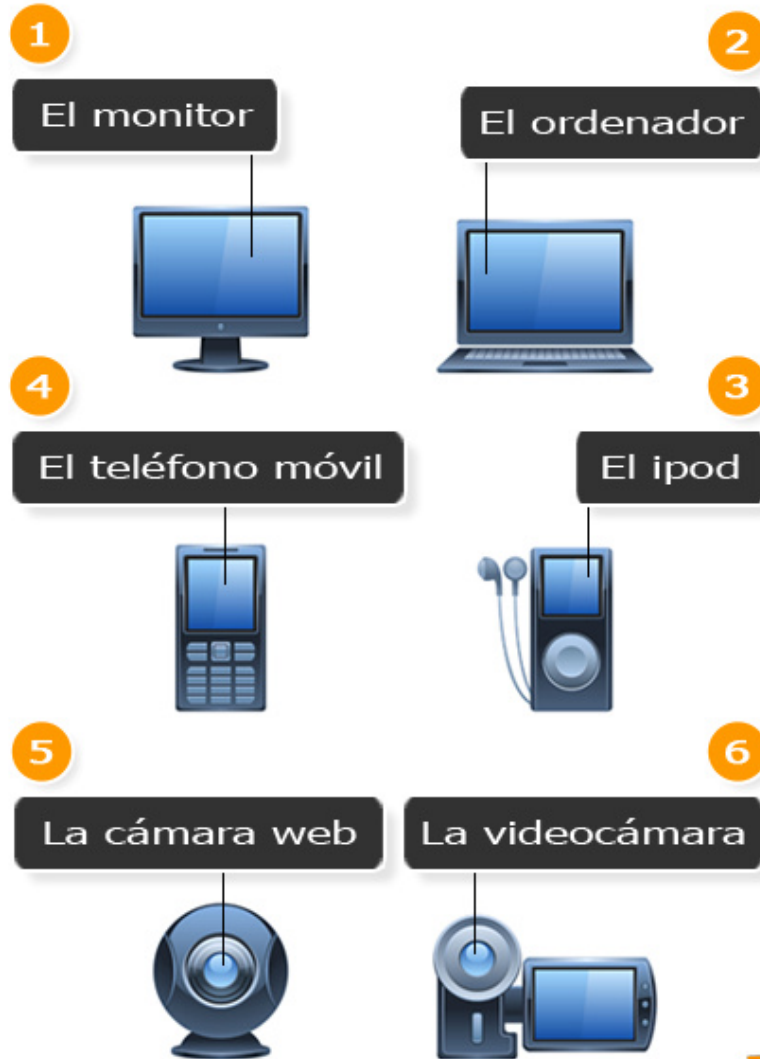 1
2
El monitor
El ordenador
4
3
El teléfono móvil
El ipod
5
6
La cámara web
La videocámara